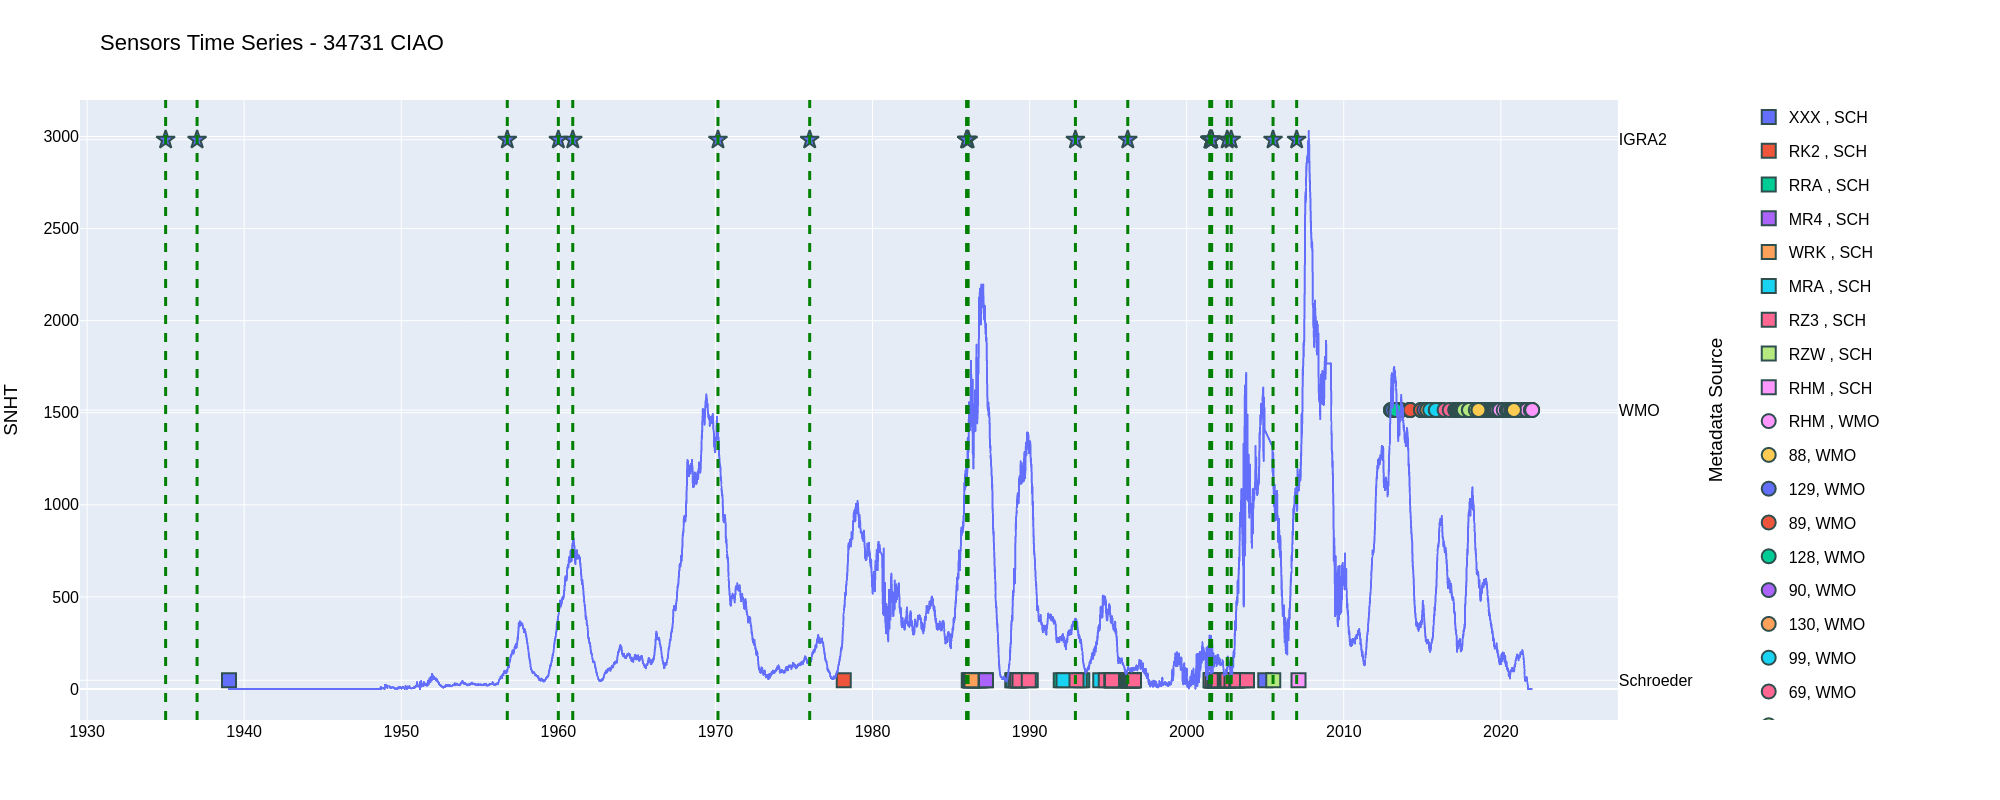 Sensors Time Series - 34731 CIAO
SNHT
3000
2500
2000
1500
1000
500
0
1930
1940
1950
1960
1970
1980
1990
2000
2010
2020
IGRA2
WMO
Schroeder
Metadata Source
XXX , SCH
RK2 , SCH
RRA , SCH
MR4 , SCH
WRK , SCH
MRA , SCH
RZ3 , SCH
RZW , SCH
RHM , SCH
RHM , WMO
88, WMO
129, WMO
89, WMO
128, WMO
90, WMO
130, WMO
99, WMO
69, WMO